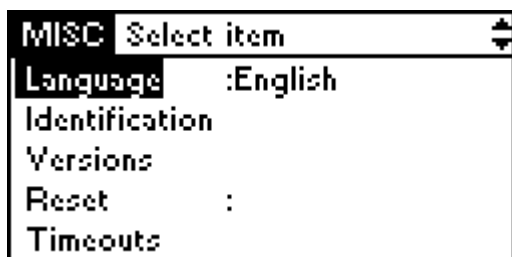 MISC Select item
Language :English
Identification
Versions
Reset :
Timeouts